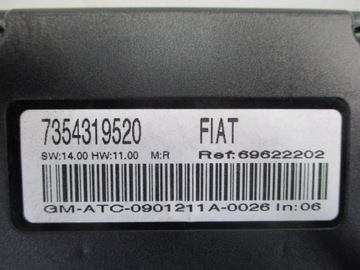 7354319520 FIAT
SW:14.00 HW:11.00 M:R Ref:69622202
GM-ATC-0901211A-0026 In:06